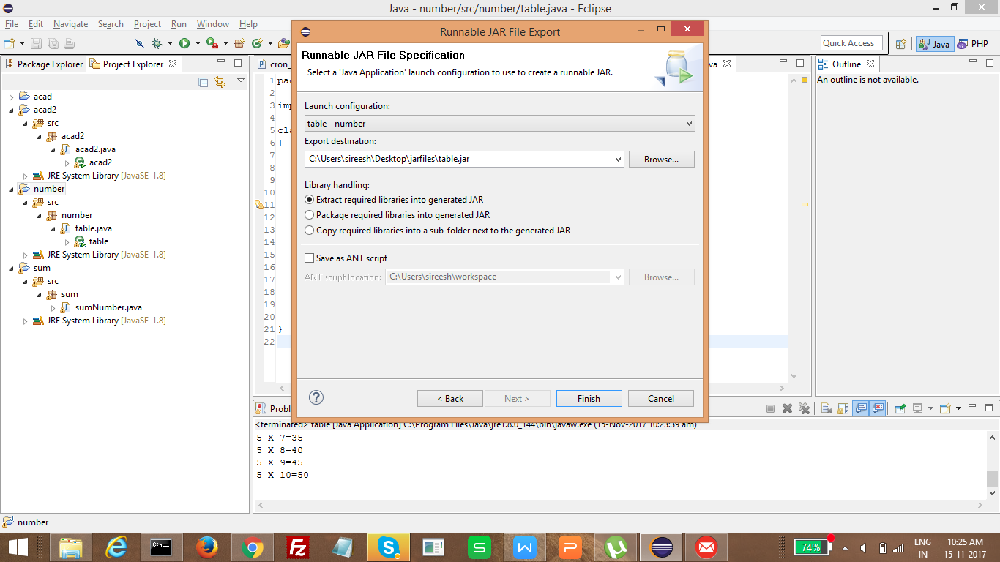 Java - number/src/number/table.java - Eclipse
File Edit Navigate Search Project Run Window Help
Quick Access
Java
PHP
Package Explorer
Project Explorer
acad
acad2
src
acad2
acad2.java
acad2
JRE System Library [JavaSE-1.8]
number
src
number
table.java
table
JRE System Library [JavaSE-1.8]
sum
src
sum
sumNumber.java
JRE System Library [JavaSE-1.8]
cron_
1 pac
2
3 imp
4
5 cla
6 {
7
8
9
10
11
12
13
14
15
16
17
18
19
20
21 }
22
va
Runnable JAR File Export
Runnable JAR File Specification
Select a 'Java Application' launch configuration to use to create a runnable JAR.
Launch configuration:
table - number
Export destination:
C:\Users\sireesh\Desktop\jarfiles\table.jar
Browse...
Library handling:
Extract required libraries into generated JAR
Package required libraries into generated JAR
Copy required libraries into a sub-folder next to the generated JAR
Save as ANT script
ANT script location: C:\Users\sireesh\workspace
Browse...
?
< Back
Next >
Finish
Cancel
Outline
An outline is not available.
Probl
<terminated> table [Java Application] C:\Program Files\Java\jre1.8.0_144\bin\javaw.exe (15-Nov-2017 10:23:39 am)
5 X 7=35
5 X 8=40
5 X 9=45
5 X 10=50
number
C:\_
Fz
S
S
W
P
µ
74%
ENG
IN
10:25 AM
15-11-2017